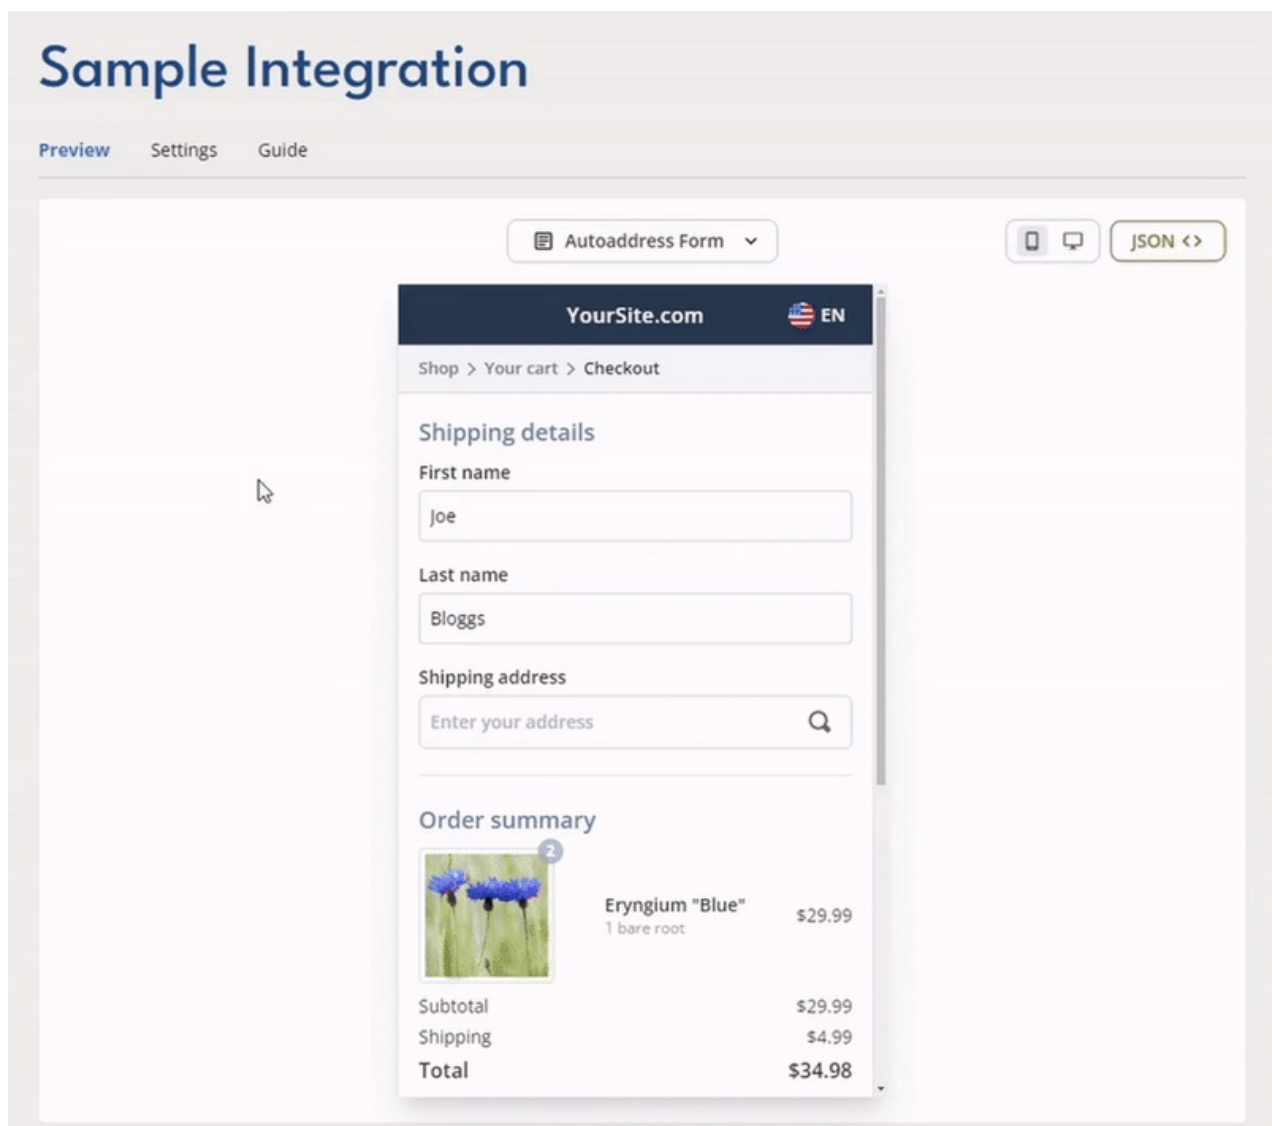 Sample Integration
Preview Settings Guide
Autoaddress Form
JSON <>
YourSite.com EN
Shop > Your cart > Checkout
Shipping details
First name
Joe
Last name
Bloggs
Shipping address
Enter your address
Order summary
2
Eryngium "Blue" $29.99
1 bare root
Subtotal $29.99
Shipping $4.99
Total $34.98